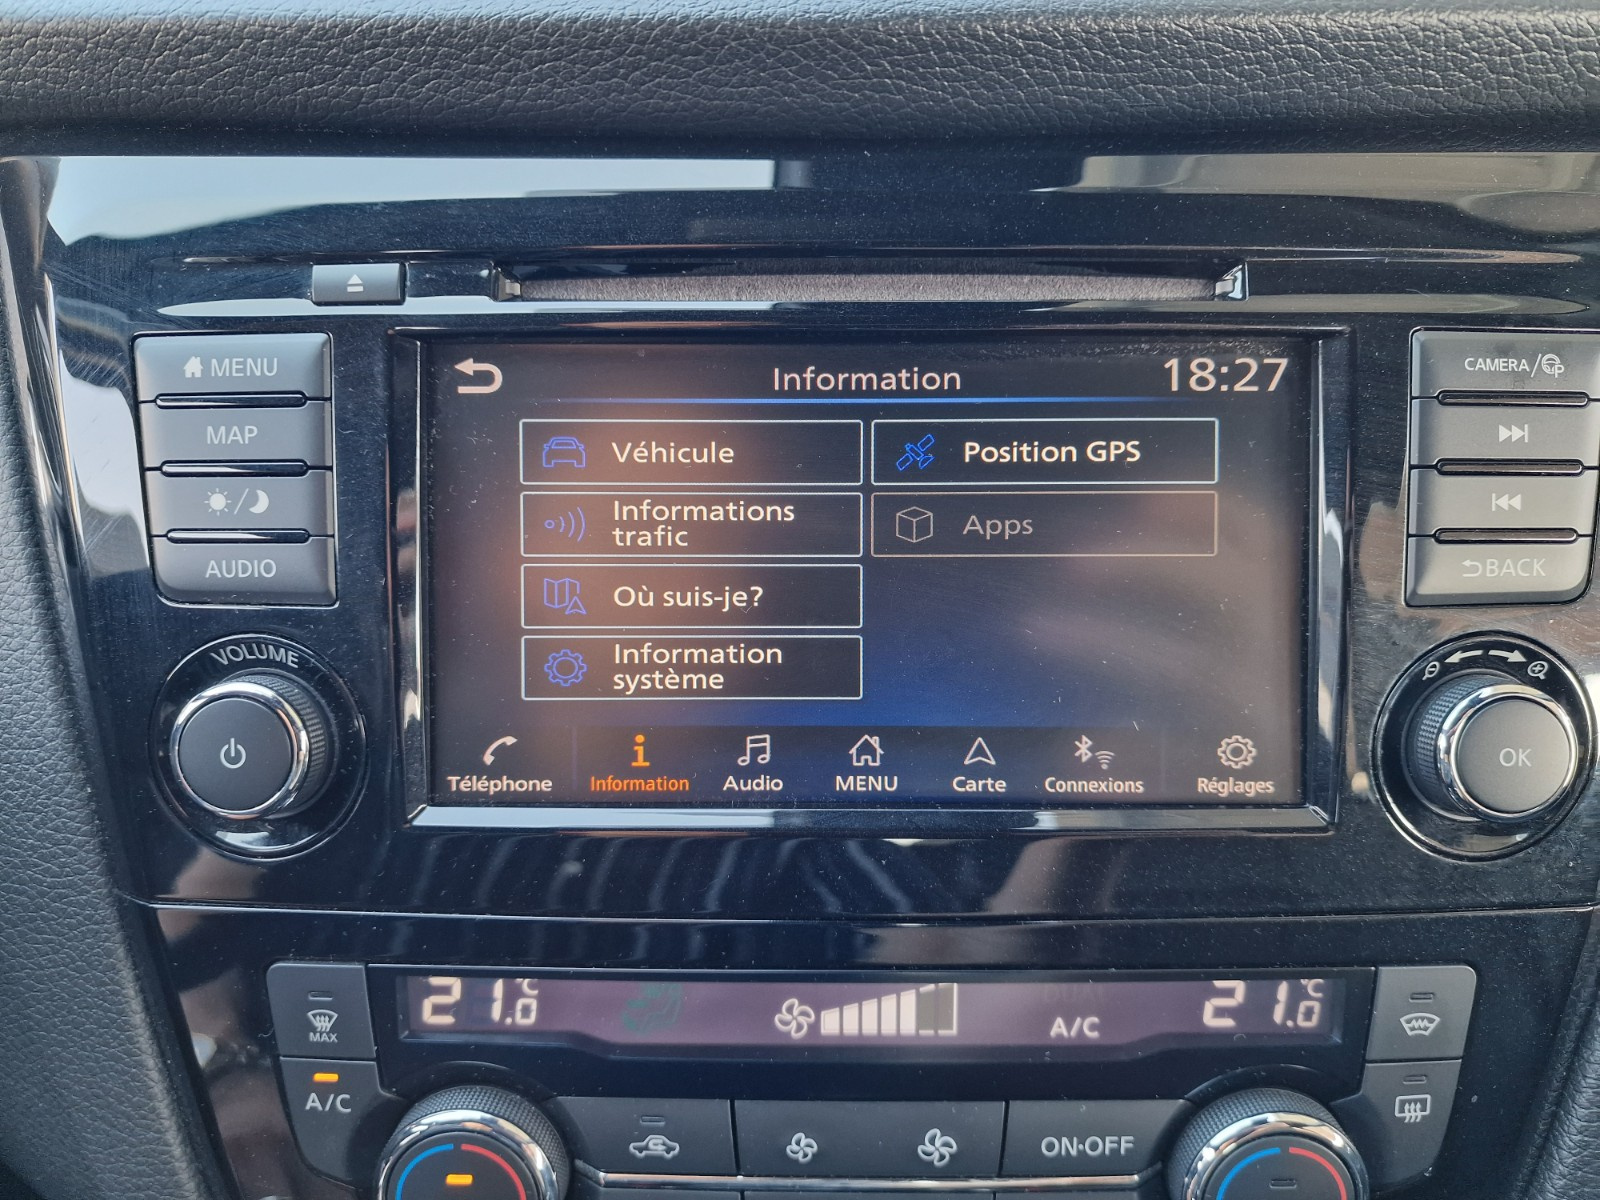 MENU
MAP
AUDIO
VOLUME
Information
18:27
Véhicule
Position GPS
Informations
trafic
Apps
Où suis-je?
Information
système
Téléphone
Information
Audio
MENU
Carte
Connexions
Réglages
CAMERA/P
BACK
OK
21.0°C
A/C
21.0°C
MAX
A/C
ON·OFF